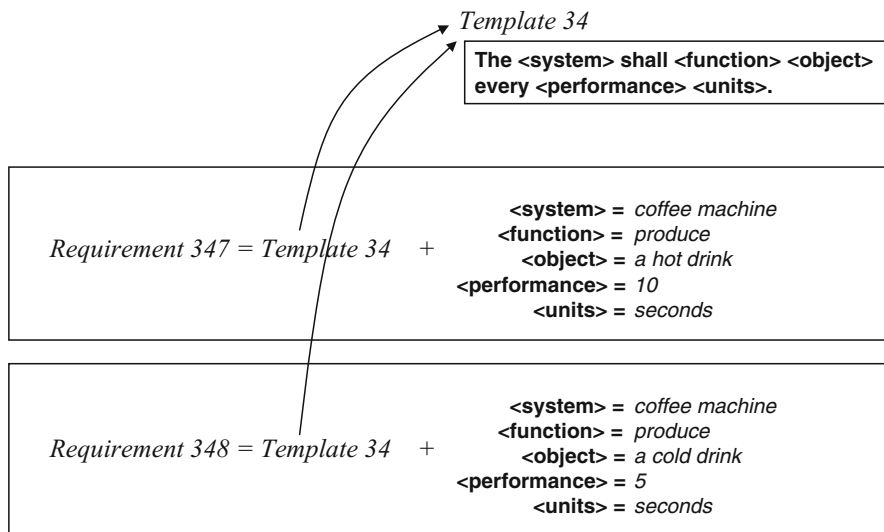 Template 34
The <system> shall <function> <object>
every <performance> <units>.
<system> = coffee machine
<function> = produce
Requirement 347 = Template 34 + <object> = a hot drink
<performance> = 10
<units> = seconds
<system> = coffee machine
<function> = produce
Requirement 348 = Template 34 + <object> = a cold drink
<performance> = 5
<units> = seconds